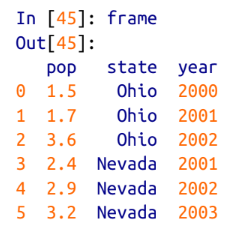 In [45]: frame
Out[45]:
   pop   state  year
0  1.5    Ohio  2000
1  1.7    Ohio  2001
2  3.6    Ohio  2002
3  2.4  Nevada  2001
4  2.9  Nevada  2002
5  3.2  Nevada  2003